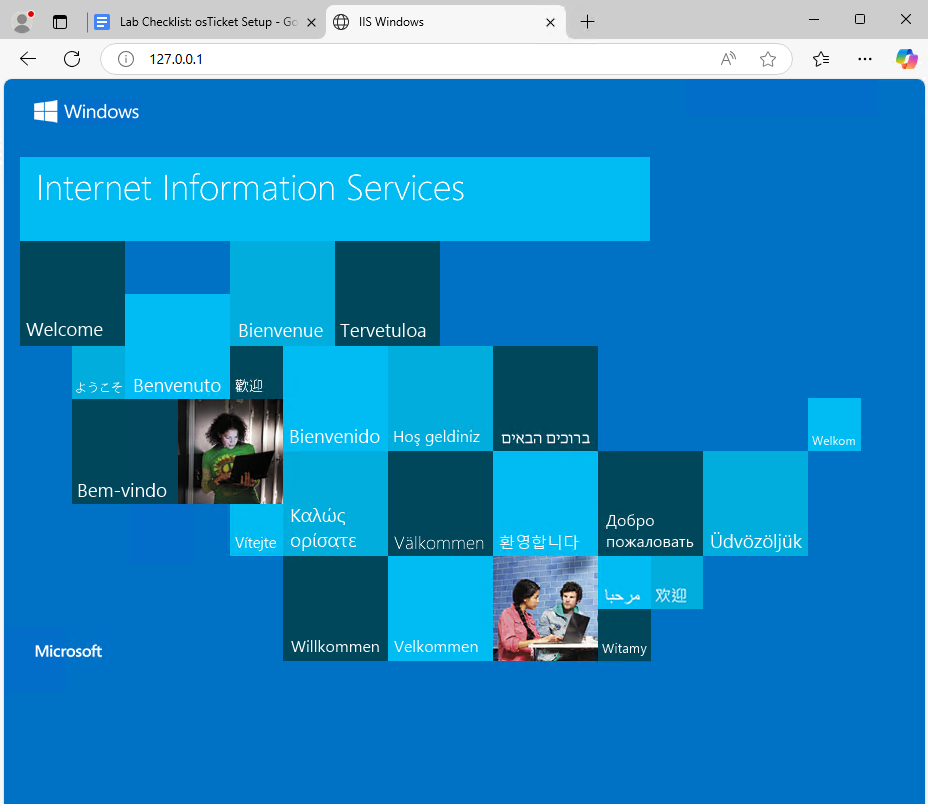 Lab Checklist: osTicket Setup - Go
IIS Windows
127.0.0.1
Windows
Internet Information Services
Welcome
Bienvenue
Tervetuloa
ようこそ
Benvenuto
歡迎
Bienvenido
Hoş geldiniz
ברוכים הבאים
Welkom
Bem-vindo
Vítejte
Καλώς
ορίσατε
Välkommen
환영합니다
Добро
пожаловать
Üdvözöljük
Willkommen
Velkommen
مرحبا
欢迎
Witamy
Microsoft